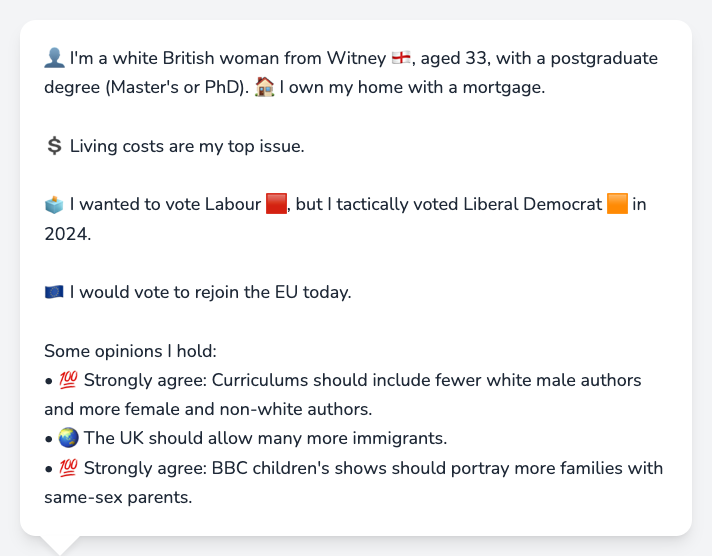 👤 I'm a white British woman from Witney 🏴󠁧󠁢󠁥󠁮󠁧󠁿, aged 33, with a postgraduate
degree (Master's or PhD). 🏠 I own my home with a mortgage.
💲 Living costs are my top issue.
🗳️ I wanted to vote Labour 🟥, but I tactically voted Liberal Democrat 🟧 in
2024.
🇪🇺 I would vote to rejoin the EU today.
Some opinions I hold:
• 💯 Strongly agree: Curriculums should include fewer white male authors
and more female and non-white authors.
• 🌏 The UK should allow many more immigrants.
• 💯 Strongly agree: BBC children's shows should portray more families with
same-sex parents.